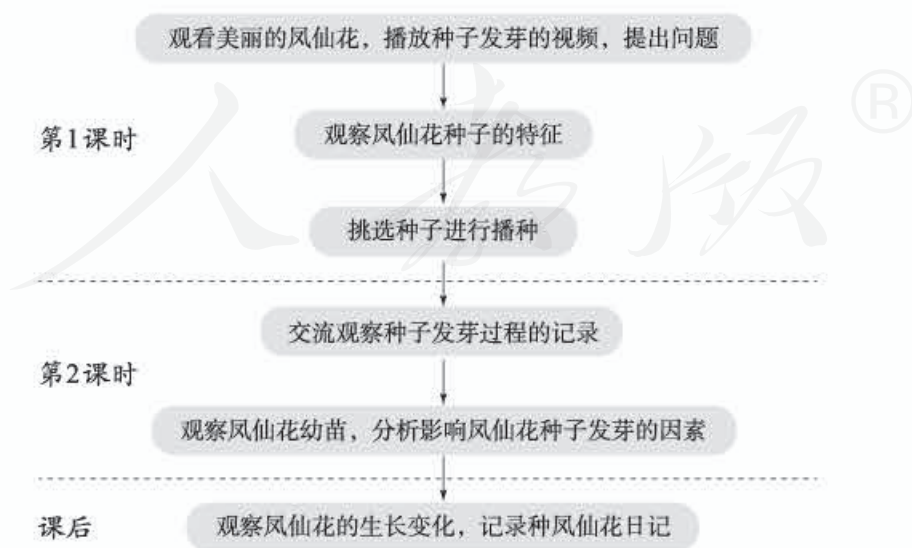 观看美丽的凤仙花，播放种子发芽的视频，提出问题
第1课时
观察凤仙花种子的特征
挑选种子进行播种
交流观察种子发芽过程的记录
第2课时
观察凤仙花幼苗，分析影响凤仙花种子发芽的因素
课后
观察凤仙花的生长变化，记录种凤仙花日记
人教版®